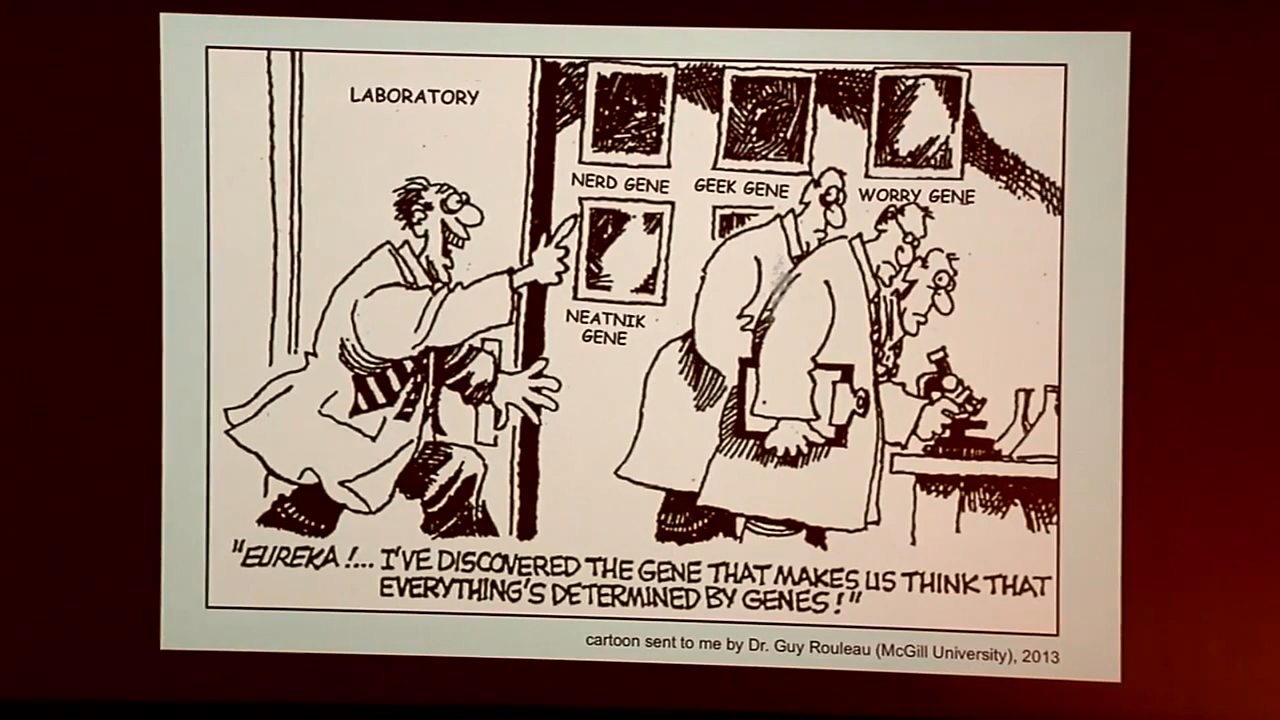 LABORATORY
NERD GENE
GEEK GENE
WORRY GENE
NEATNIK
GENE
"EUREKA!... I'VE DISCOVERED THE GENE THAT MAKES US THINK THAT
EVERYTHING'S DETERMINED BY GENES!"
cartoon sent to me by Dr. Guy Rouleau (McGill University), 2013